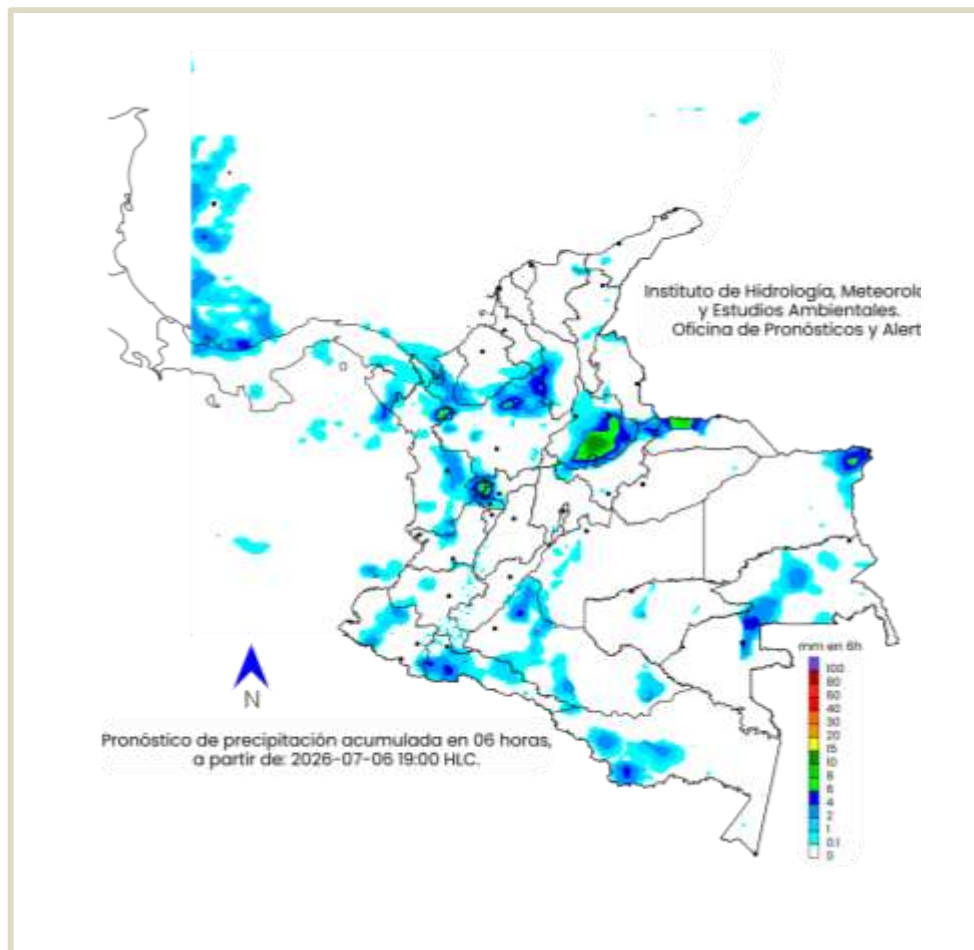 Instituto de Hidrología, Meteorolo
y Estudios Ambientales.
Oficina de Pronósticos y Alert
N
Pronóstico de precipitación acumulada en 06 horas,
a partir de: 2026-07-06 19:00 HLC.
mm en 6h
100
80
60
40
30
20
15
10
8
6
4
2
1
0.1
0